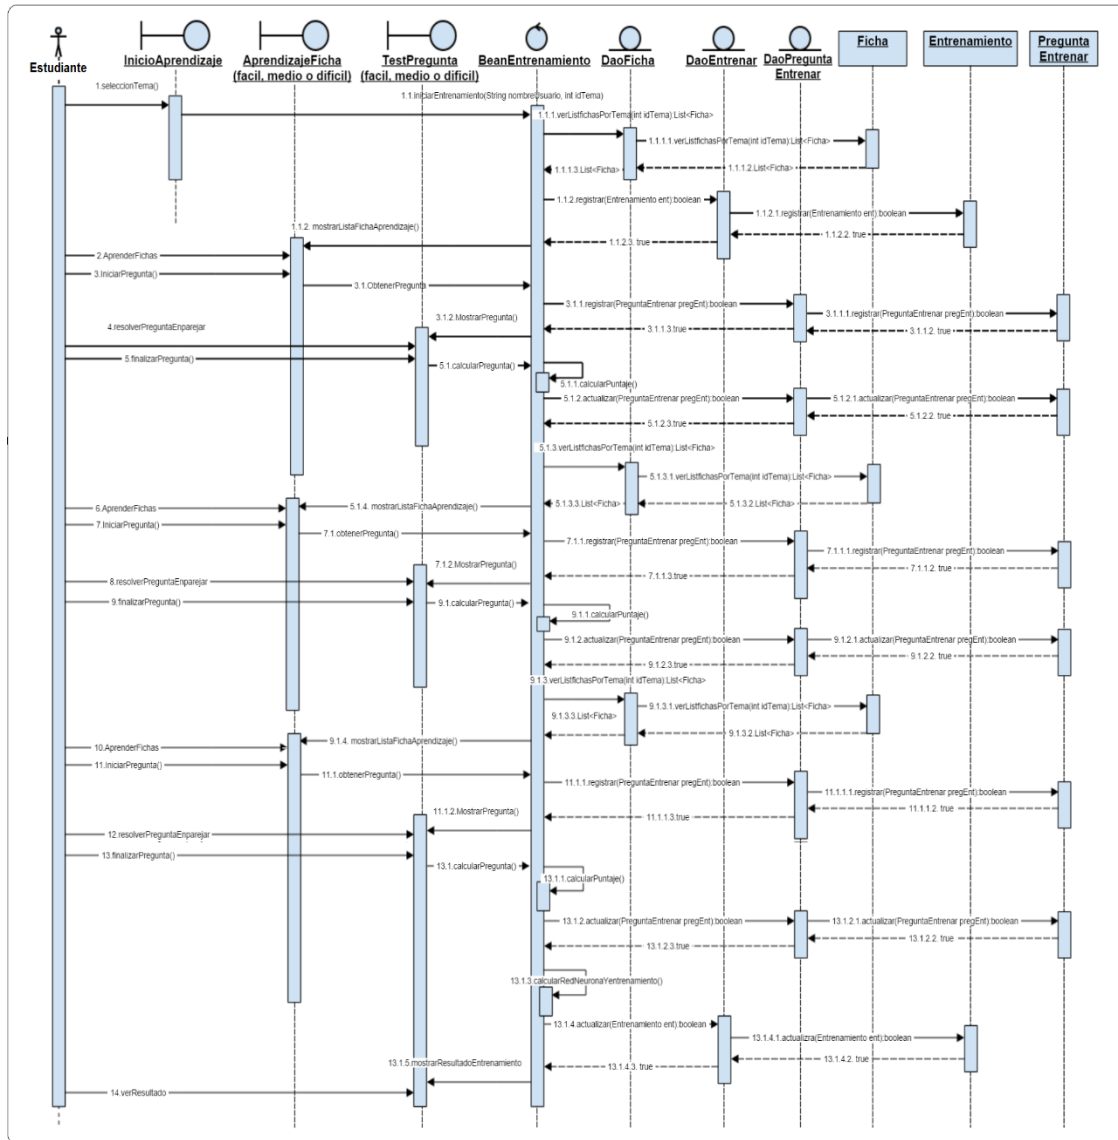 Estudiante
InicioAprendizaje
AprendizajeFicha
(facil, medio o dificil)
TestPregunta
(facil, medio o dificil)
BeanEntrenamiento
DaoFicha
DaoEntrenar
DaoPregunta
Entrenar
Ficha
Entrenamiento
Pregunta
Entrenar
1.seleccionTema()
1.1.iniciarEntrenamiento(String nombreUsuario, int idTema)
1.1.1.verListfichasPorTema(int idTema):List<Ficha>
1.1.1.1.verListfichasPorTema(int idTema):List<Ficha>
1.1.1.3.List<Ficha>
1.1.1.2.List<Ficha>
1.1.2.registrar(Entrenamiento ent):boolean
1.1.2.1.registrar(Entrenamiento ent):boolean
1.1.2. mostrarListaFichaAprendizaje()
1.1.2.3. true
1.1.2.2. true
2.AprenderFichas
3.IniciarPregunta()
3.1.ObtenerPregunta
3.1.1.registrar(PreguntaEntrenar pregEnt):boolean
3.1.1.1.registrar(PreguntaEntrenar pregEnt):boolean
3.1.2.MostrarPregunta()
3.1.1.3.true
3.1.1.2. true
4.resolverPreguntaEnparejar
5.finalizarPregunta()
5.1.calcularPregunta()
5.1.1.calcularPuntaje()
5.1.2.actualizar(PreguntaEntrenar pregEnt):boolean
5.1.2.1.actualizar(PreguntaEntrenar pregEnt):boolean
5.1.2.3.true
5.1.2.2. true
5.1.3.verListfichasPorTema(int idTema):List<Ficha>
5.1.3.1.verListfichasPorTema(int idTema):List<Ficha>
5.1.4. mostrarListaFichaAprendizaje()
5.1.3.3.List<Ficha>
5.1.3.2.List<Ficha>
6.AprenderFichas
7.IniciarPregunta()
7.1.obtenerPregunta()
7.1.1.registrar(PreguntaEntrenar pregEnt):boolean
7.1.1.1.registrar(PreguntaEntrenar pregEnt):boolean
7.1.2.MostrarPregunta()
7.1.1.3.true
7.1.1.2. true
8.resolverPreguntaEnparejar
9.finalizarPregunta()
9.1.calcularPregunta()
9.1.1.calcularPuntaje()
9.1.2.actualizar(PreguntaEntrenar pregEnt):boolean
9.1.2.1.actualizar(PreguntaEntrenar pregEnt):boolean
9.1.2.3.true
9.1.2.2. true
9.1.3.verListfichasPorTema(int idTema):List<Ficha>
9.1.3.1.verListfichasPorTema(int idTema):List<Ficha>
9.1.3.3.List<Ficha>
9.1.3.2.List<Ficha>
9.1.4. mostrarListaFichaAprendizaje()
10.AprenderFichas
11.IniciarPregunta()
11.1.obtenerPregunta()
11.1.1.registrar(PreguntaEntrenar pregEnt):boolean
11.1.1.1.registrar(PreguntaEntrenar pregEnt):boolean
11.1.2.MostrarPregunta()
11.1.1.3.true
11.1.1.2. true
12.resolverPreguntaEnparejar
13.finalizarPregunta()
13.1.calcularPregunta()
13.1.1.calcularPuntaje()
13.1.2.actualizar(PreguntaEntrenar pregEnt):boolean
13.1.2.1.actualizar(PreguntaEntrenar pregEnt):boolean
13.1.2.3.true
13.1.2.2. true
13.1.3.calcularRedNeuronaYentrenamiento()
13.1.4.actualizar(Entrenamiento ent):boolean
13.1.4.1.actualizra(Entrenamiento ent):boolean
13.1.5.mostrarResultadoEntrenamiento
13.1.4.3. true
13.1.4.2. true
14.verResultado